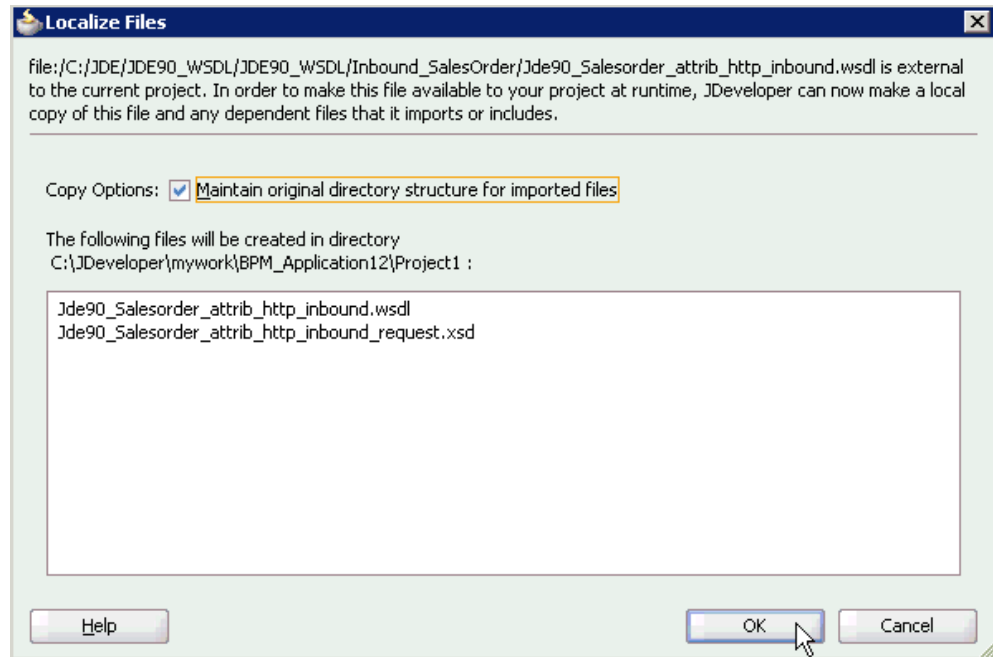 Localize Files
file:/C:/JDE/JDE90_WSDL/JDE90_WSDL/Inbound_SalesOrder/Jde90_Salesorder_attrib_http_inbound.wsdl is external
to the current project. In order to make this file available to your project at runtime, JDeveloper can now make a local
copy of this file and any dependent files that it imports or includes.
Copy Options: Maintain original directory structure for imported files
The following files will be created in directory
C:\JDeveloper\mywork\BPM_Application12\Project1 :
Jde90_Salesorder_attrib_http_inbound.wsdl
Jde90_Salesorder_attrib_http_inbound_request.xsd
Help OK Cancel